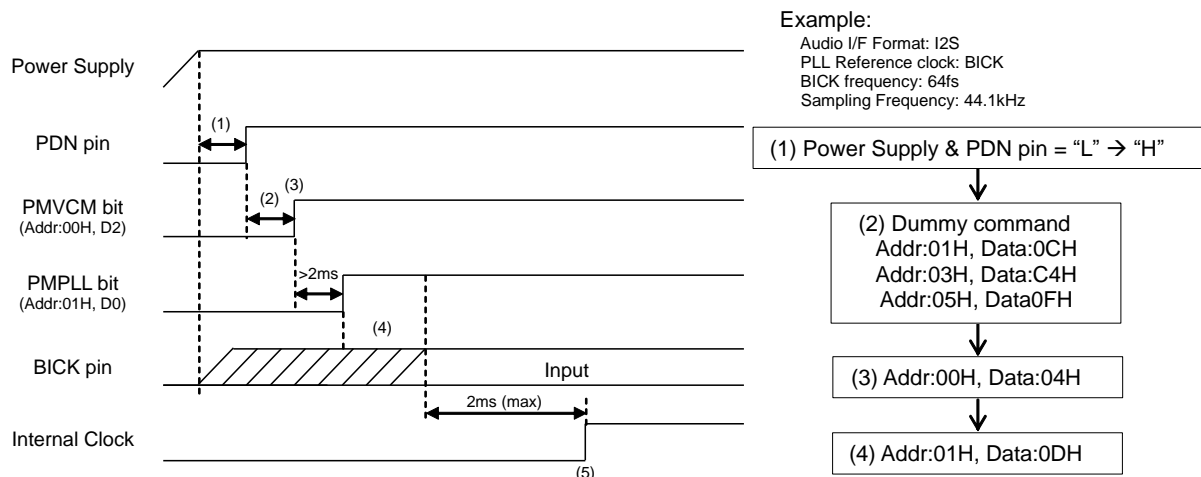 Example:
Audio I/F Format: I2S
PLL Reference clock: BICK
BICK frequency: 64fs
Sampling Frequency: 44.1kHz
Power Supply
(1)
PDN pin
(1) Power Supply & PDN pin = “L” → “H”
(2)
(3)
PMVCM bit
(Addr:00H, D2)
(2) Dummy command
Addr:01H, Data:0CH
Addr:03H, Data:C4H
Addr:05H, Data0FH
>2ms
PMPLL bit
(Addr:01H, D0)
(4)
BICK pin
Input
(3) Addr:00H, Data:04H
2ms (max)
Internal Clock
(5)
(4) Addr:01H, Data:0DH